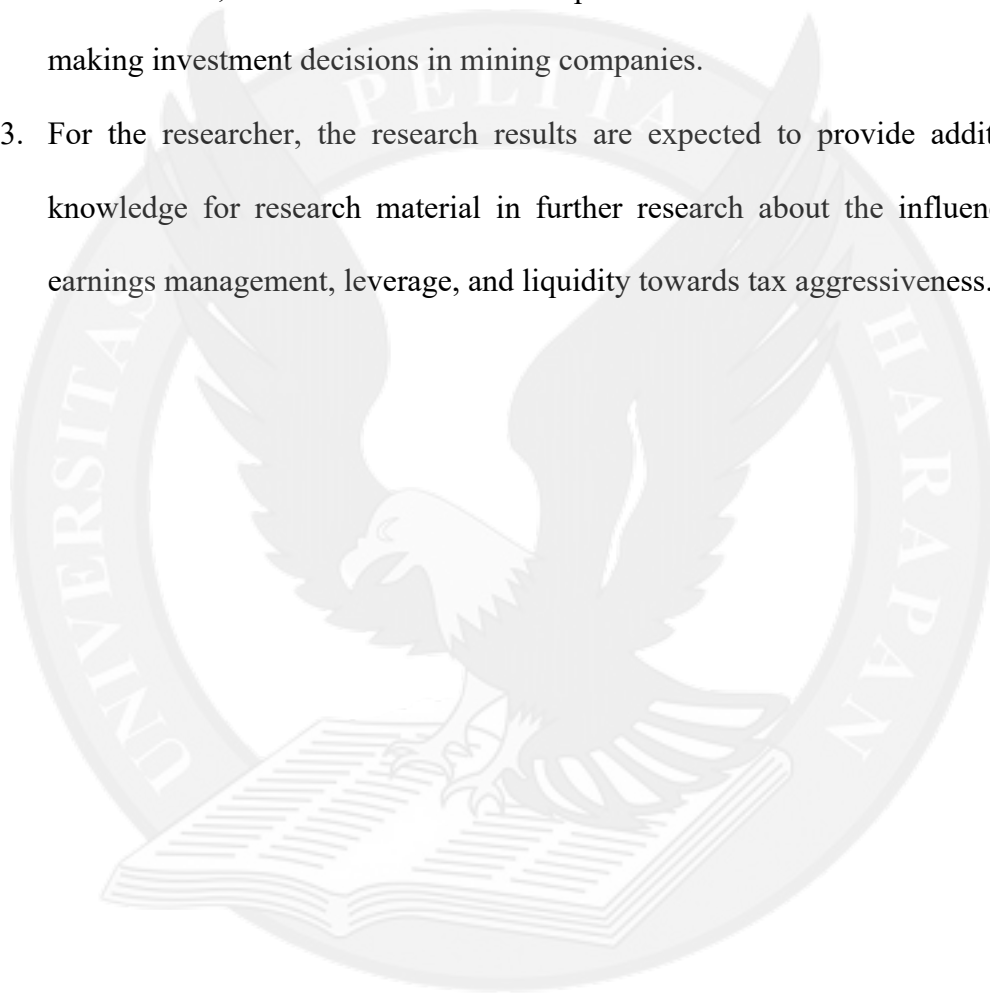 making investment decisions in mining companies.
3. For the researcher, the research results are expected to provide addit
knowledge for research material in further research about the influen
earnings management, leverage, and liquidity towards tax aggressiveness.
UNIVERSITAS PELITA HARAPAN